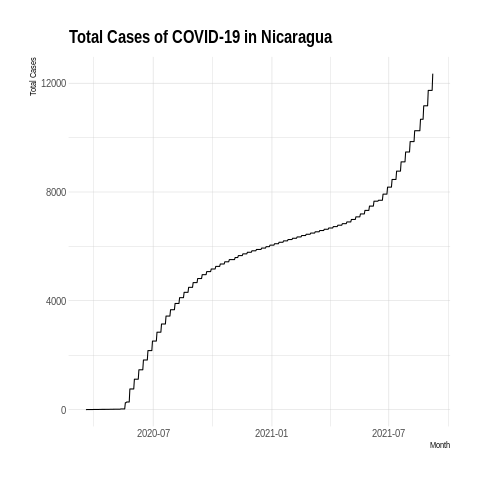 Total Cases of COVID-19 in Nicaragua
Total Cases
12000
8000
4000
0
2020-07
2021-01
2021-07
Month